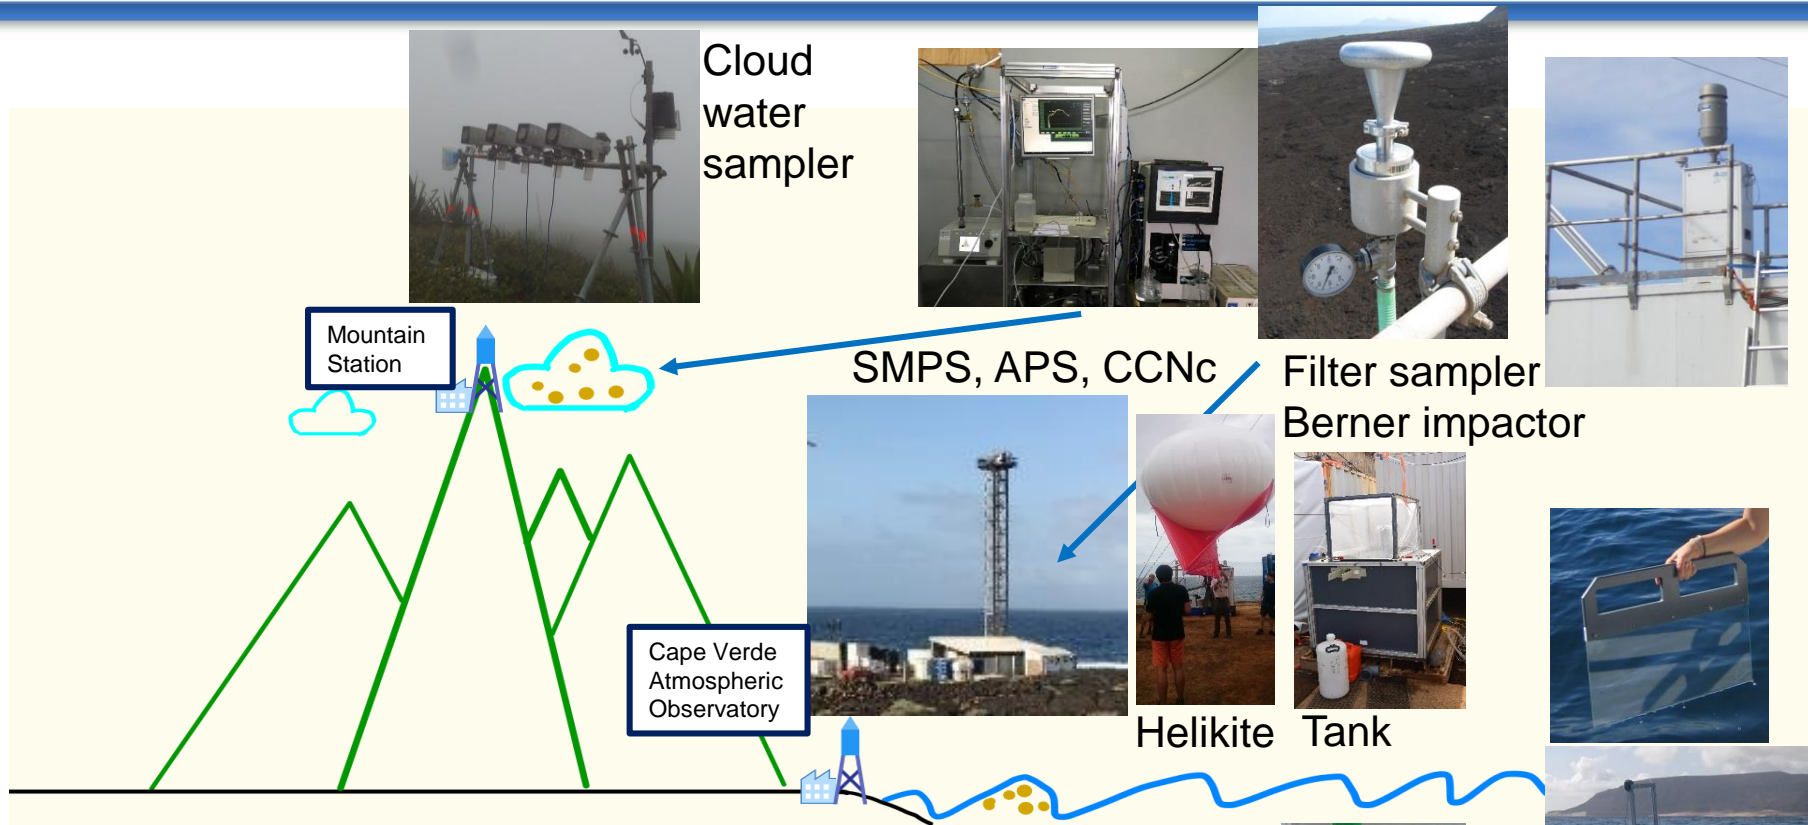 Cloud
water
sampler
Mountain
Station
SMPS, APS, CCNc
Filter sampler
Berner impactor
Cape Verde
Atmospheric
Observatory
Helikite
Tank